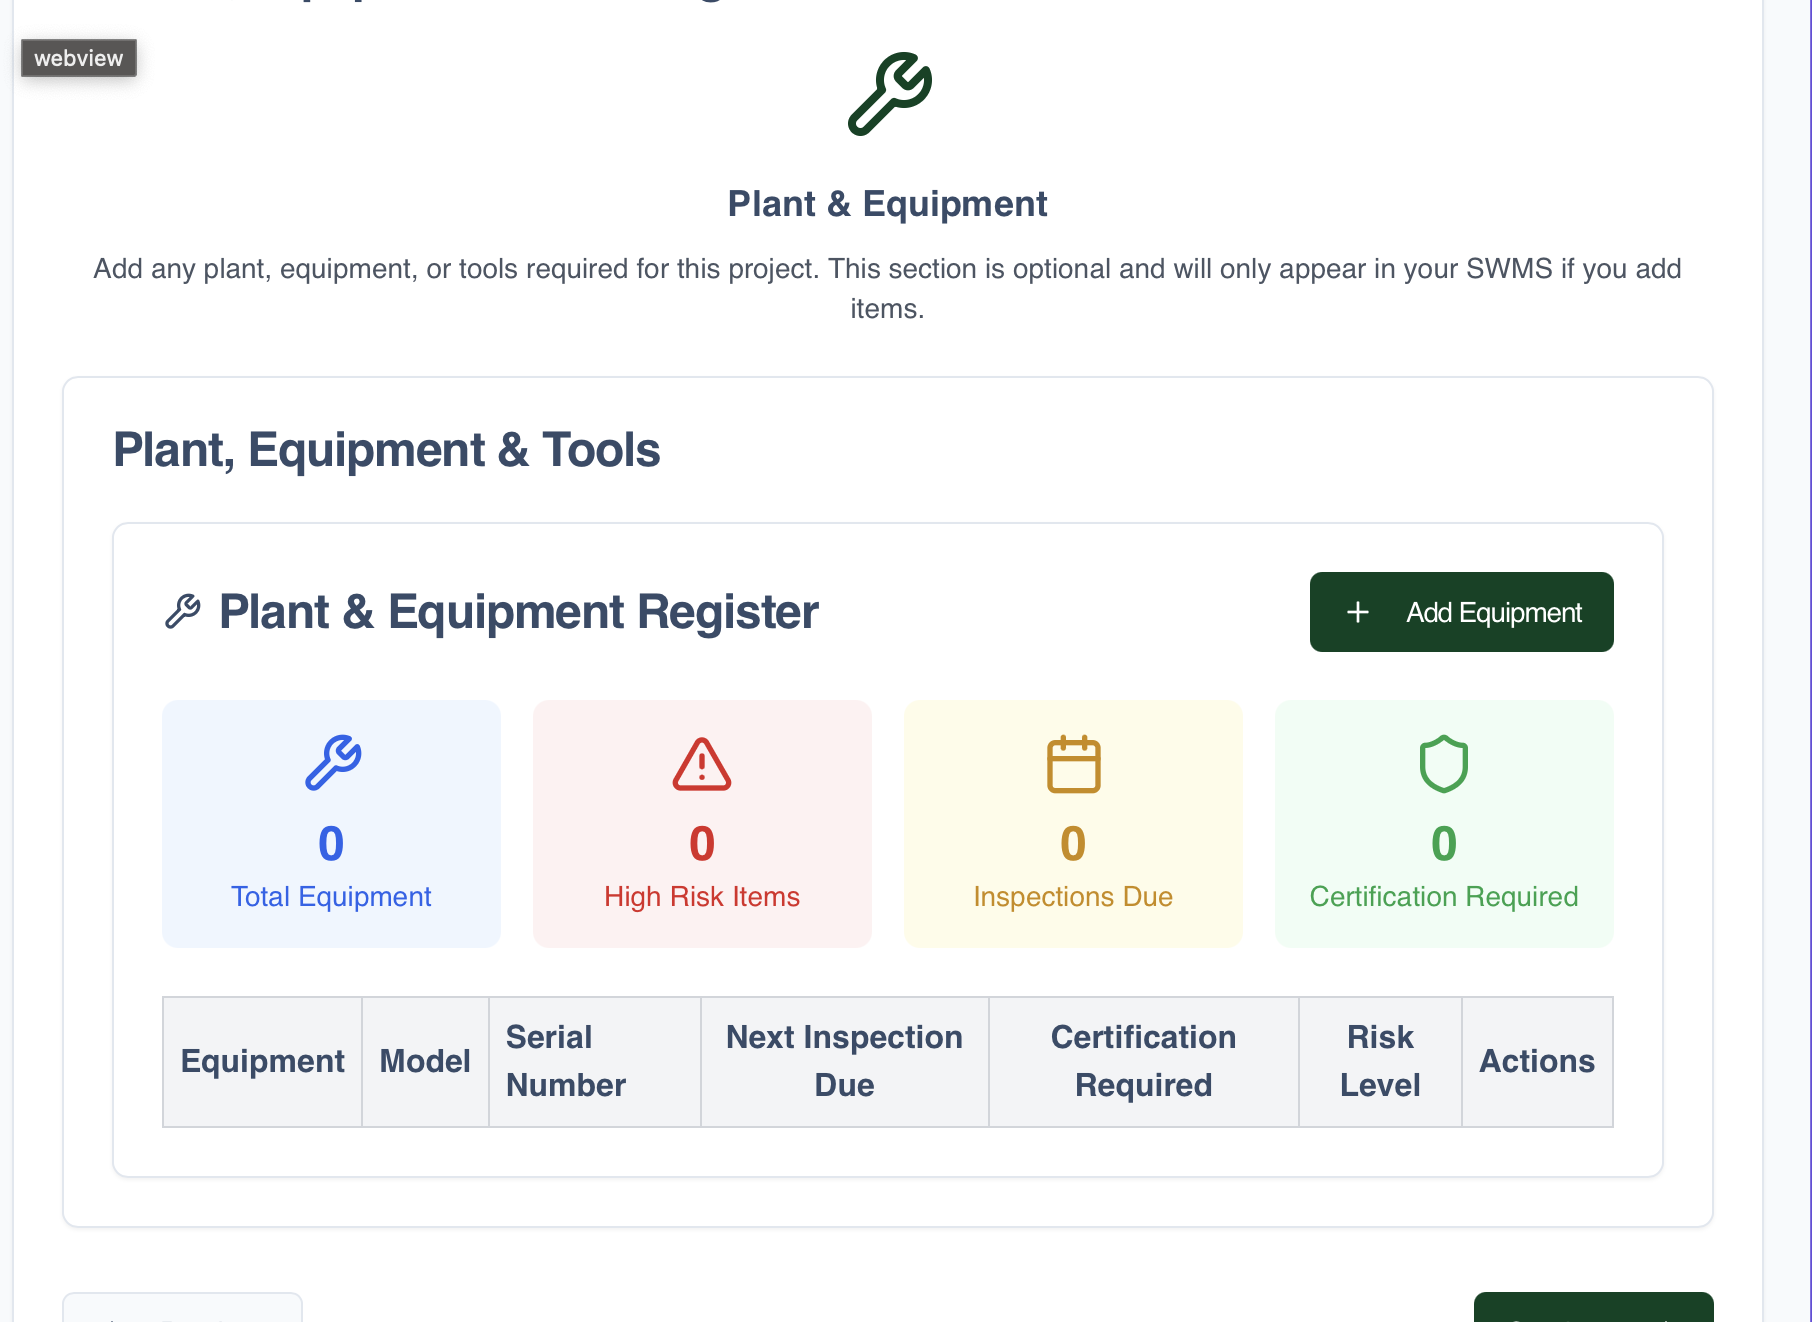 webview
Plant & Equipment
Add any plant, equipment, or tools required for this project. This section is optional and will only appear in your SWMS if you add
items.
Plant, Equipment & Tools
Plant & Equipment Register
+ Add Equipment
0
Total Equipment
0
High Risk Items
0
Inspections Due
0
Certification Required
Equipment
Model
Serial
Number
Next Inspection
Due
Certification
Required
Risk
Level
Actions